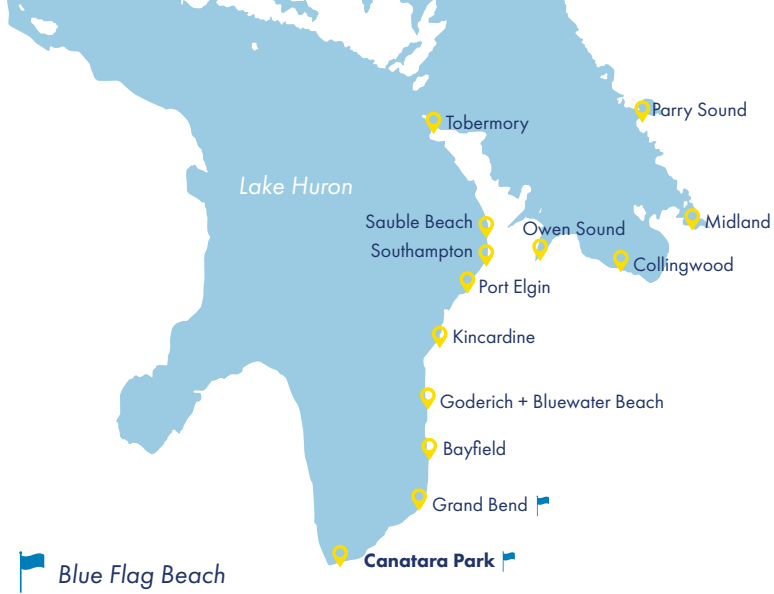 Parry Sound
Tobermory
Lake Huron
Sauble Beach
Owen Sound
Midland
Southampton
Collingwood
Port Elgin
Kincardine
Goderich + Bluewater Beach
Bayfield
Grand Bend
Canatara Park
Blue Flag Beach